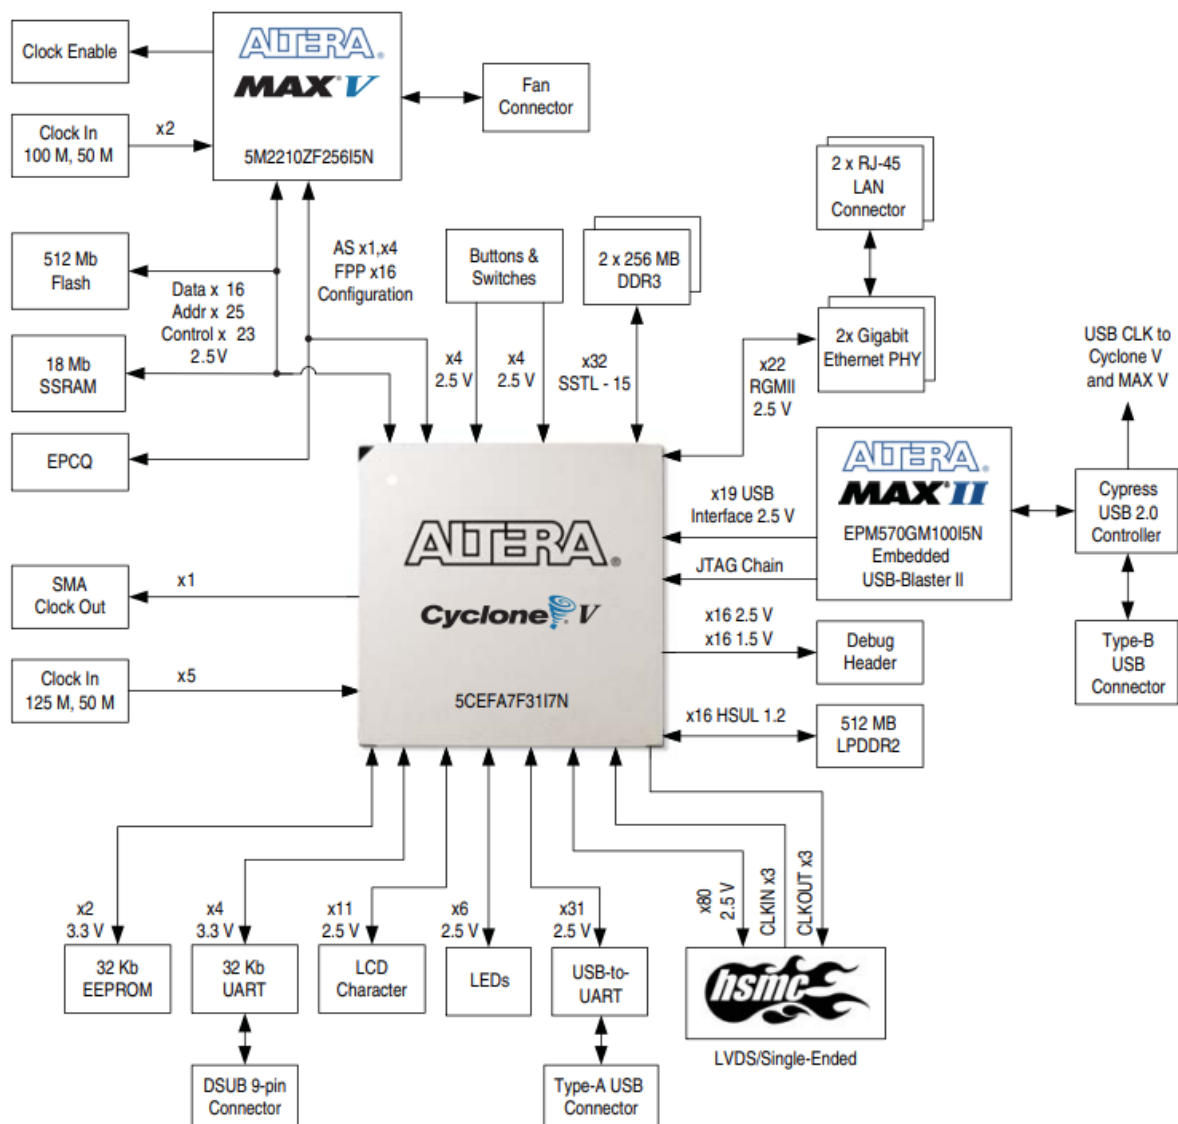 Clock Enable
ALTERA®
MAX® V
5M2210ZF256I5N
Fan
Connector
Clock In
100 M, 50 M
x2
2 x RJ-45
LAN
Connector
512 Mb
Flash
AS x1,x4
FPP x16
Configuration
Buttons &
Switches
2 x 256 MB
DDR3
Data x 16
Addr x 25
Control x 23
2.5 V
18 Mb
SSRAM
x4
2.5 V
x4
2.5 V
x32
SSTL - 15
x22
RGMII
2.5 V
2x Gigabit
Ethernet PHY
USB CLK to
Cyclone V
and MAX V
EPCQ
ALTERA®
MAX® II
EPM570GM100I5N
Embedded
USB-Blaster II
x19 USB
Interface 2.5 V
JTAG Chain
Cypress
USB 2.0
Controller
ALTERA®
Cyclone® V
5CEFA7F31I7N
SMA
Clock Out
x1
x16 2.5 V
x16 1.5 V
Debug
Header
Type-B
USB
Connector
Clock In
125 M, 50 M
x5
x16 HSUL 1.2
512 MB
LPDDR2
x2
3.3 V
x4
3.3 V
x11
2.5 V
x6
2.5 V
x31
2.5 V
x80
2.5 V
CLKIN x3
CLKOUT x3
32 Kb
EEPROM
32 Kb
UART
LCD
Character
LEDs
USB-to-
UART
hsmc
LVDS/Single-Ended
DSUB 9-pin
Connector
Type-A USB
Connector